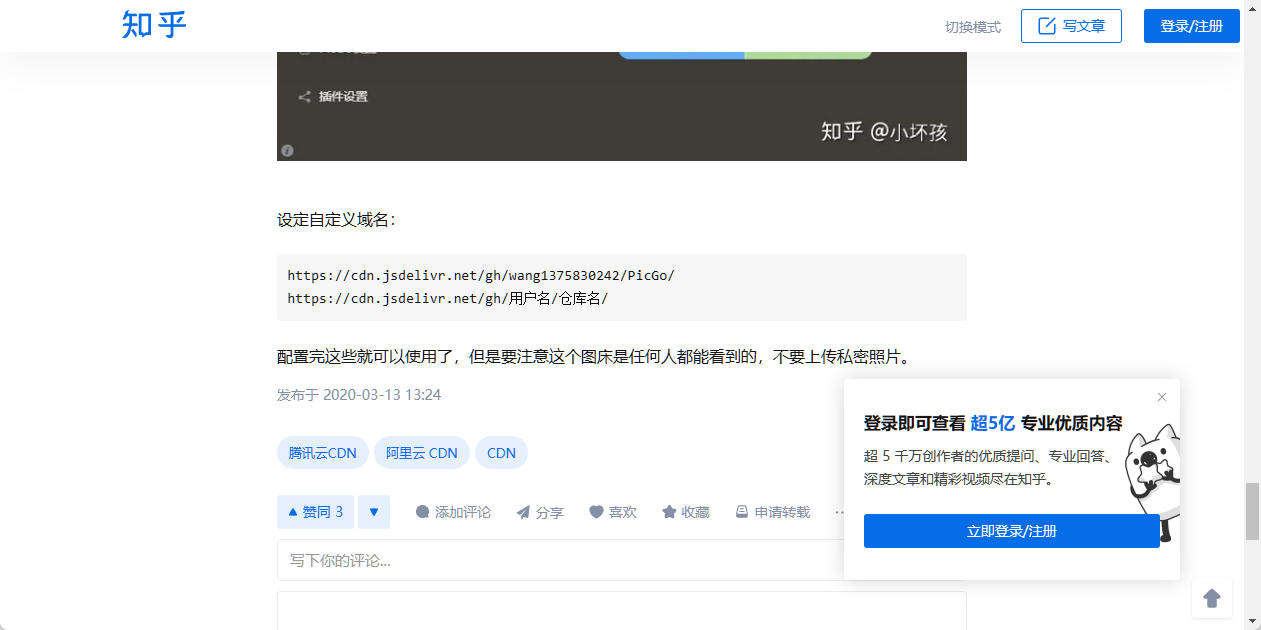 知乎
切换模式
写文章
登录/注册
插件设置
知乎 @小坏孩
设定自定义域名：
https://cdn.jsdelivr.net/gh/wang1375830242/PicGo/
https://cdn.jsdelivr.net/gh/用户名/仓库名/
配置完这些就可以使用了，但是要注意这个图床是任何人都能看到的，不要上传私密照片。
发布于 2020-03-13 13:24
腾讯云CDN
阿里云 CDN
CDN
赞同 3
添加评论
分享
喜欢
收藏
申请转载
写下你的评论...
登录即可查看 超5亿 专业优质内容
超 5 千万创作者的优质提问、专业回答、
深度文章和精彩视频尽在知乎。
立即登录/注册